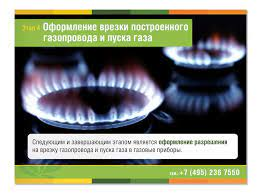 Этап 4 Оформление врезки построенного
газопровода и пуска газа
Следующим и завершающим этапом является оформление разрешения
на врезку газопровода и пуска газа в газовые приборы.
тел.: +7 (495) 236 7550